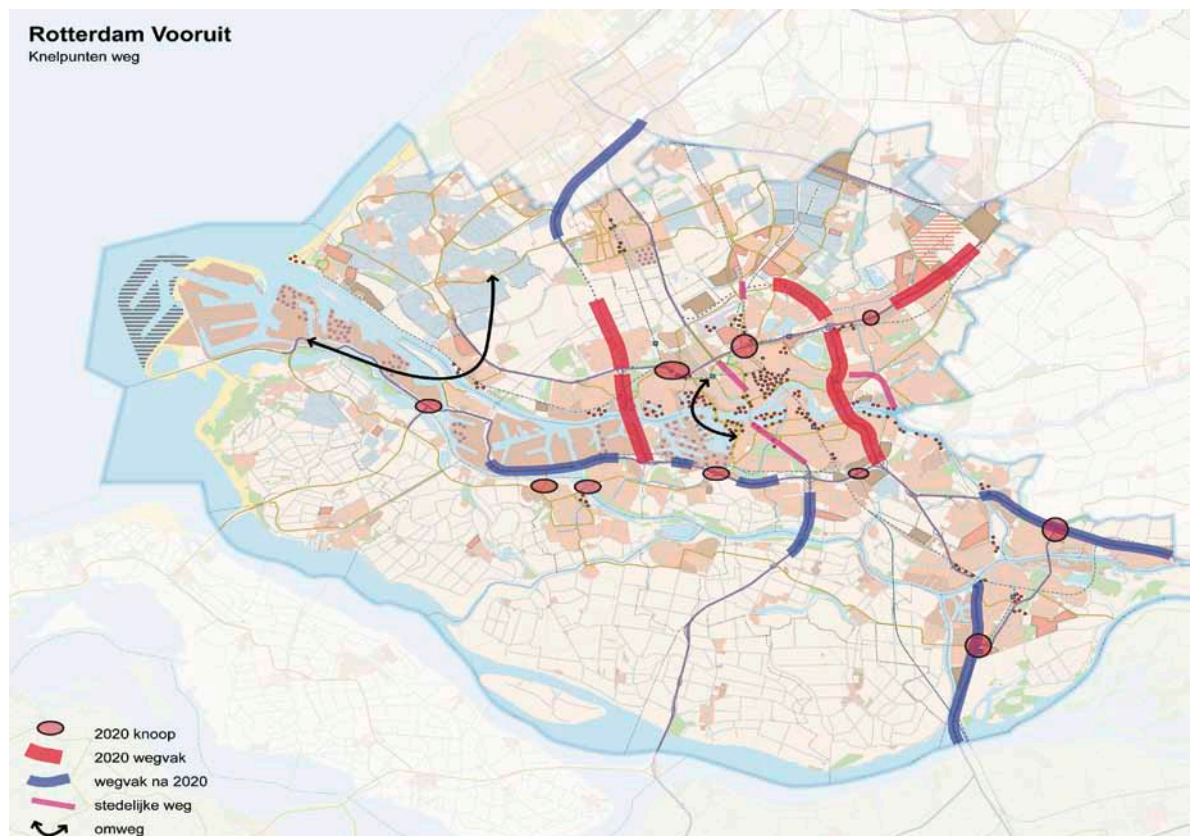 Rotterdam Vooruit
Knelpunten weg
2020 knoop
2020 wegvak
wegvak na 2020
stedelijke weg
omweg